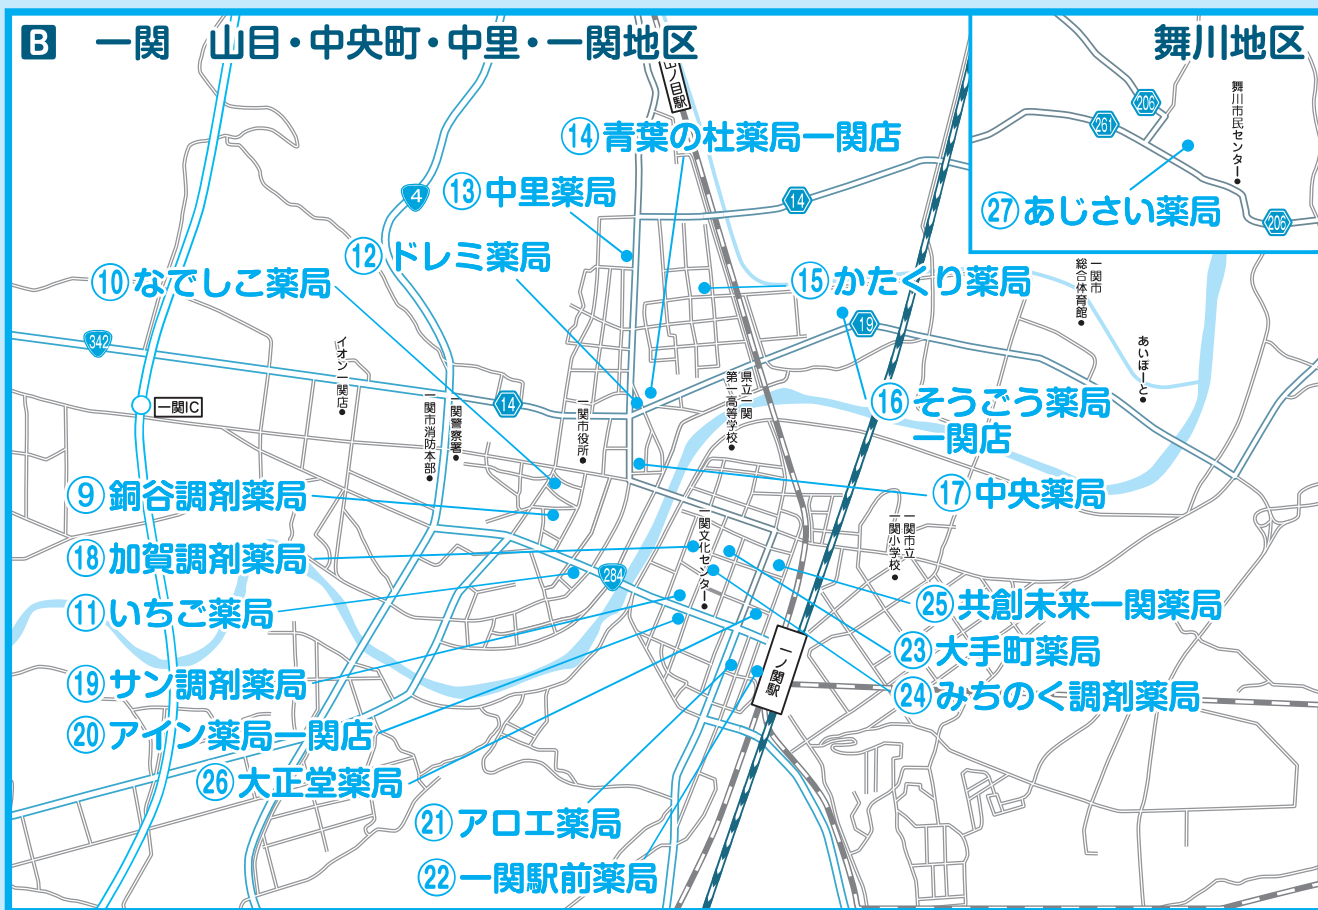 B 一関 山目・中央町・中里・一関地区
舞川地区
山ノ目駅
⑭青葉の杜薬局一関店
⑬中里薬局
⑫ドレミ薬局
⑩なでしこ薬局
⑮かたくり薬局
⑯そうごう薬局
一関店
⑰中央薬局
⑨銅谷調剤薬局
⑱加賀調剤薬局
⑪いちご薬局
⑲サン調剤薬局
⑳アイン薬局一関店
㉖大正堂薬局
㉑アロエ薬局
㉒一関駅前薬局
㉕共創未来一関薬局
㉓大手町薬局
㉔みちのく調剤薬局
㉗あじさい薬局
舞川市民センター
206
261
206
4
14
342
19
14
284
一関IC
イオン一関店
一関市消防本部
一関警察署
一関市役所
県立一関
第一高等学校
一関文化センター
一関市立
一関小学校
一関市
総合体育館
あいぽーと
一ノ関駅